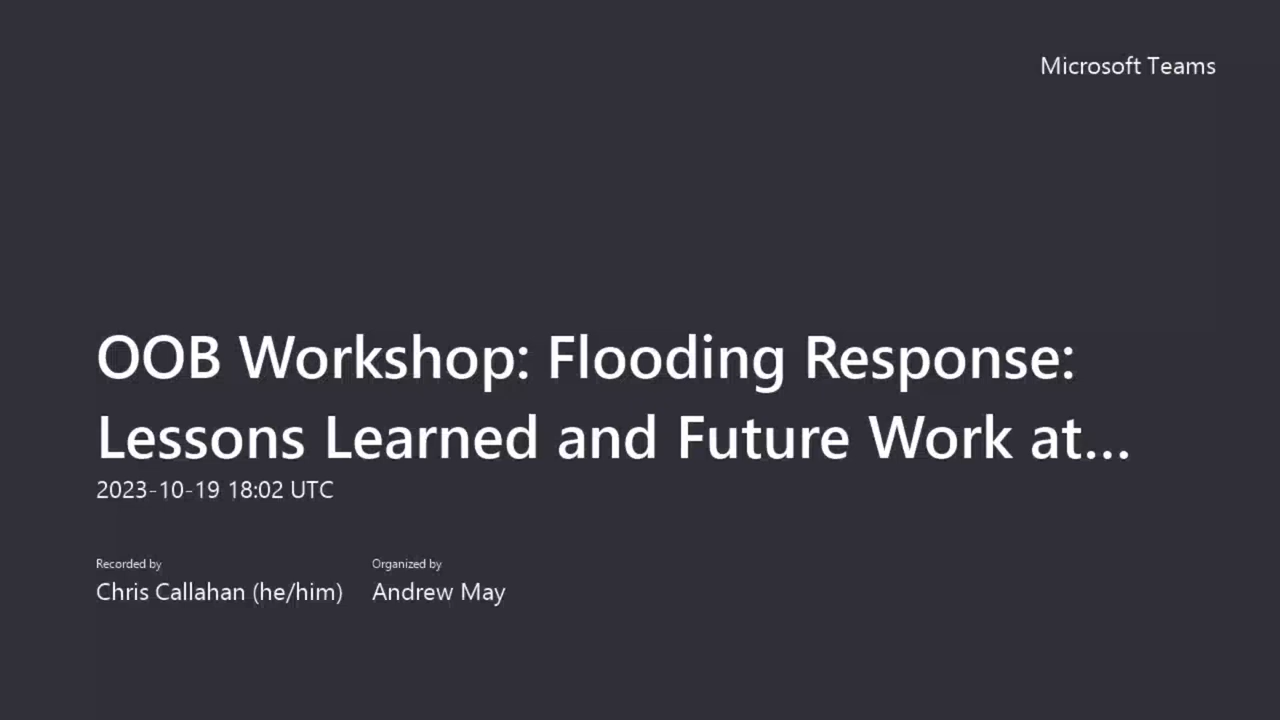 Microsoft Teams
OOB Workshop: Flooding Response:
Lessons Learned and Future Work at...
2023-10-19 18:02 UTC
Recorded by
Chris Callahan (he/him)
Organized by
Andrew May